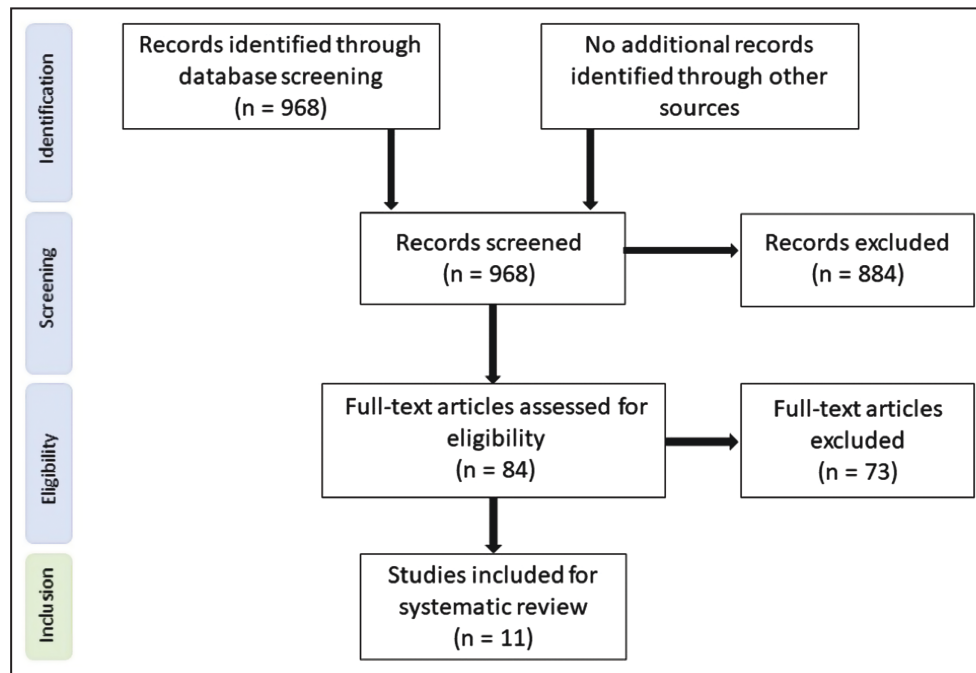 Identification
Records identified through
database screening
(n = 968)
No additional records
identified through other
sources
Screening
Records screened
(n = 968)
Records excluded
(n = 884)
Eligibility
Full-text articles assessed for
eligibility
(n = 84)
Full-text articles
excluded
(n = 73)
Inclusion
Studies included for
systematic review
(n = 11)